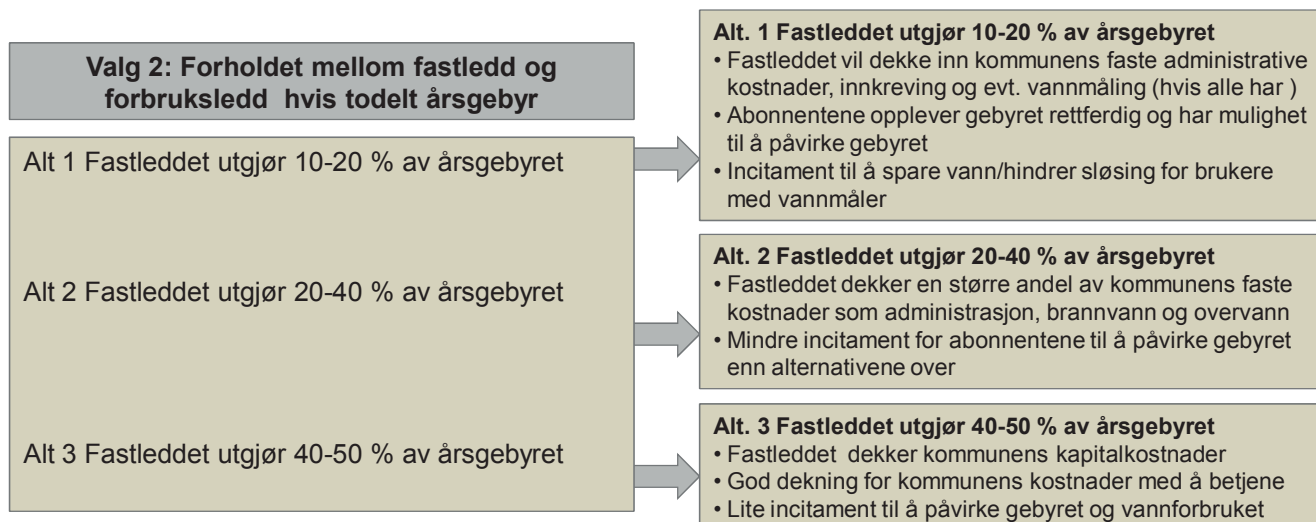 Valg 2: Forholdet mellom fastledd og
forbruksledd hvis todelt årsgebyr
Alt 1 Fastleddet utgjør 10-20 % av årsgebyret
Alt 2 Fastleddet utgjør 20-40 % av årsgebyret
Alt 3 Fastleddet utgjør 40-50 % av årsgebyret
Alt. 1 Fastleddet utgjør 10-20 % av årsgebyret
• Fastleddet vil dekke inn kommunens faste administrative
kostnader, innkreving og evt. vannmåling (hvis alle har )
• Abonnentene opplever gebyret rettferdig og har mulighet
til å påvirke gebyret
• Incitament til å spare vann/hindrer sløsing for brukere
med vannmåler
Alt. 2 Fastleddet utgjør 20-40 % av årsgebyret
• Fastleddet dekker en større andel av kommunens faste
kostnader som administrasjon, brannvann og overvann
• Mindre incitament for abonnentene til å påvirke gebyret
enn alternativene over
Alt. 3 Fastleddet utgjør 40-50 % av årsgebyret
• Fastleddet dekker kommunens kapitalkostnader
• God dekning for kommunens kostnader med å betjene
• Lite incitament til å påvirke gebyret og vannforbruket